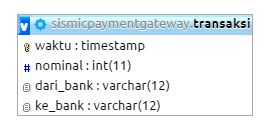 v sismicpaymentgateway.transaksi
waktu : timestamp
# nominal : int(11)
dari_bank : varchar(12)
ke_bank : varchar(12)